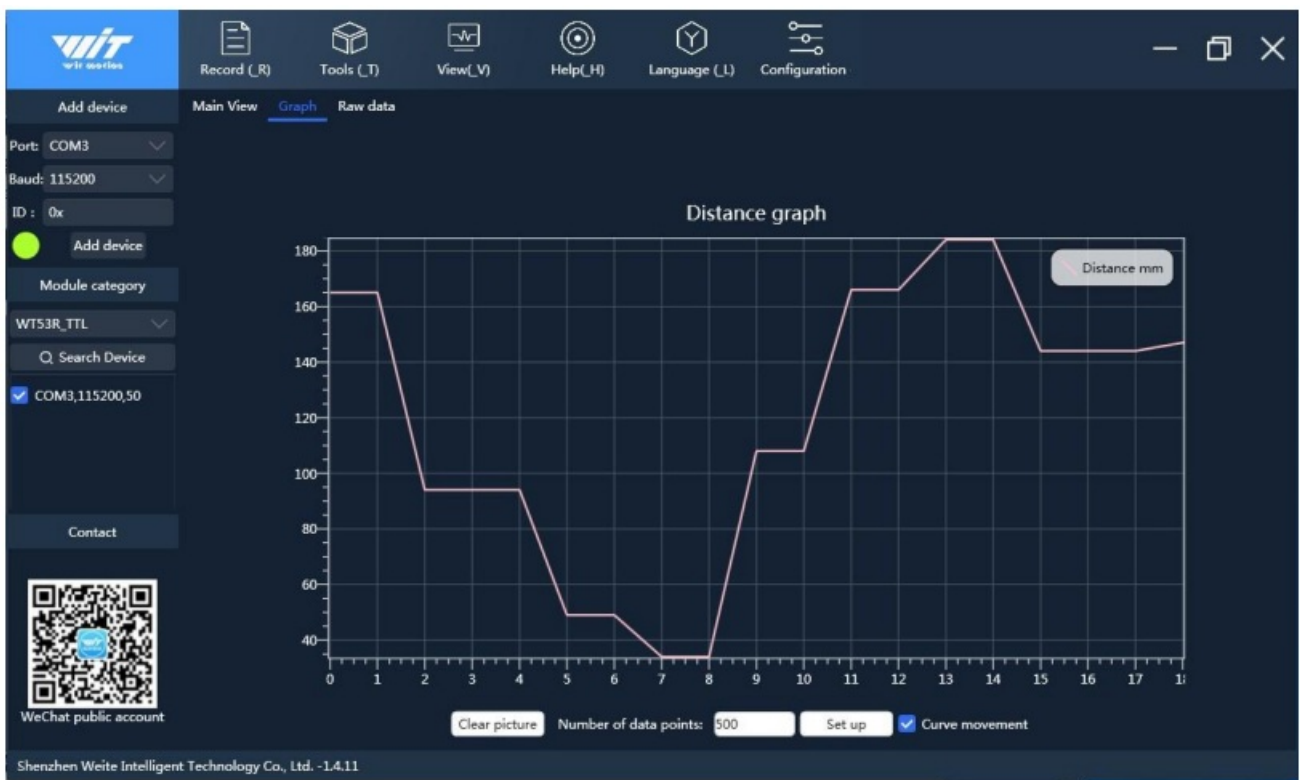 WIT
wit motion
Record (_R)
Tools (_T)
View(_V)
Help(_H)
Language (_L)
Configuration
Add device
Main View
Graph
Raw data
Port:
COM3
Baud:
115200
ID :
0x
Add device
Module category
WT53R_TTL
Search Device
COM3,115200,50
Contact
WeChat public account
Distance graph
Distance mm
180
160
140
120
100
80
60
40
0 1 2 3 4 5 6 7 8 9 10 11 12 13 14 15 16 17
Clear picture
Number of data points:
500
Set up
Curve movement
Shenzhen Weite Intelligent Technology Co., Ltd. -1.4.11